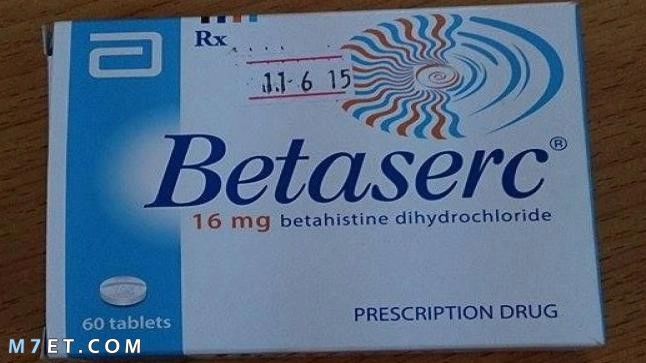 Rx
11-6 15
Betaserc®
16 mg betahistine dihydrochloride
60 tablets
PRESCRIPTION DRUG
M7ET.COM